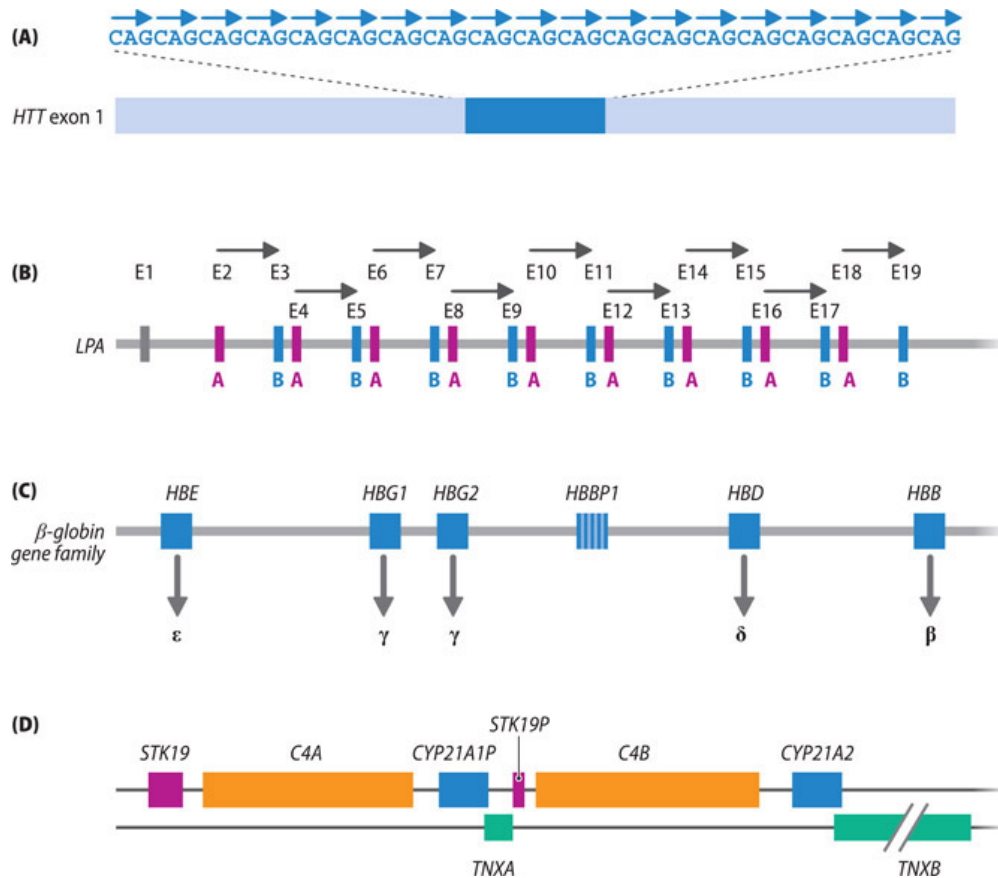 (A)
CAGCAGCAGCAGCAGCAGCAGCAGCAGCAGCAGCAGCAGCAGCAGCAGCAGCAGCAG
HTT exon 1
(B)
E1 E2 E3 E6 E7 E10 E11 E14 E15 E18 E19
E4 E5 E8 E9 E12 E13 E16 E17
LPA
A B A B A B A B A B A B A B A B A B
(C)
HBE HBG1 HBG2 HBBP1 HBD HBB
β-globin
gene family
ε γ γ δ β
(D)
STK19P
STK19 C4A CYP21A1P C4B CYP21A2
TNXA TNXB